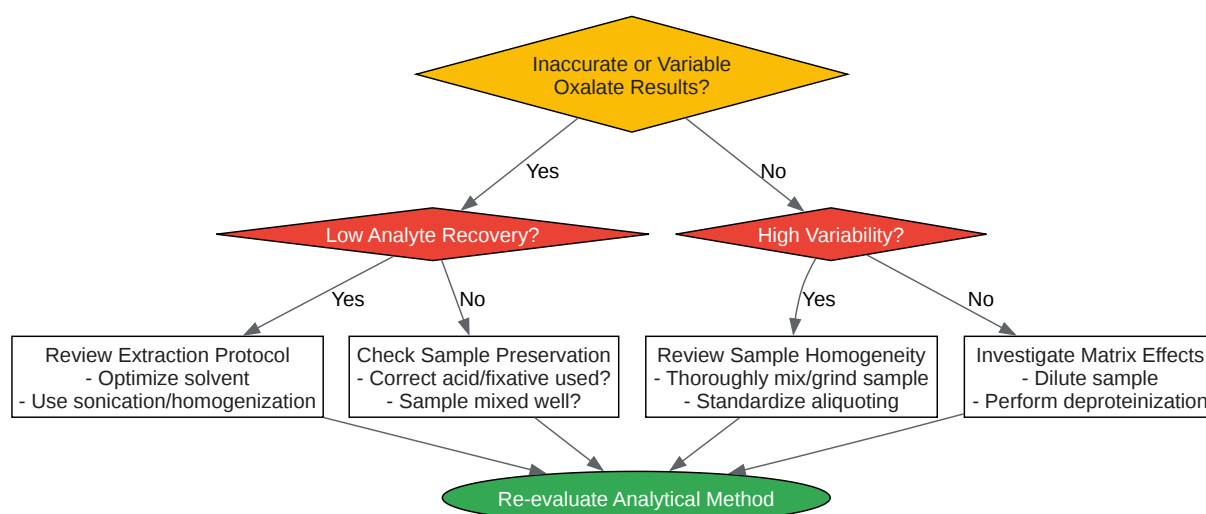 Inaccurate or Variable
Oxalate Results?
Yes
No
Low Analyte Recovery?
High Variability?
Yes
No
Yes
No
Review Extraction Protocol
- Optimize solvent
- Use sonication/homogenization
Check Sample Preservation
- Correct acid/fixative used?
- Sample mixed well?
Review Sample Homogeneity
- Thoroughly mix/grind sample
- Standardize aliquoting
Investigate Matrix Effects
- Dilute sample
- Perform deproteinization
Re-evaluate Analytical Method